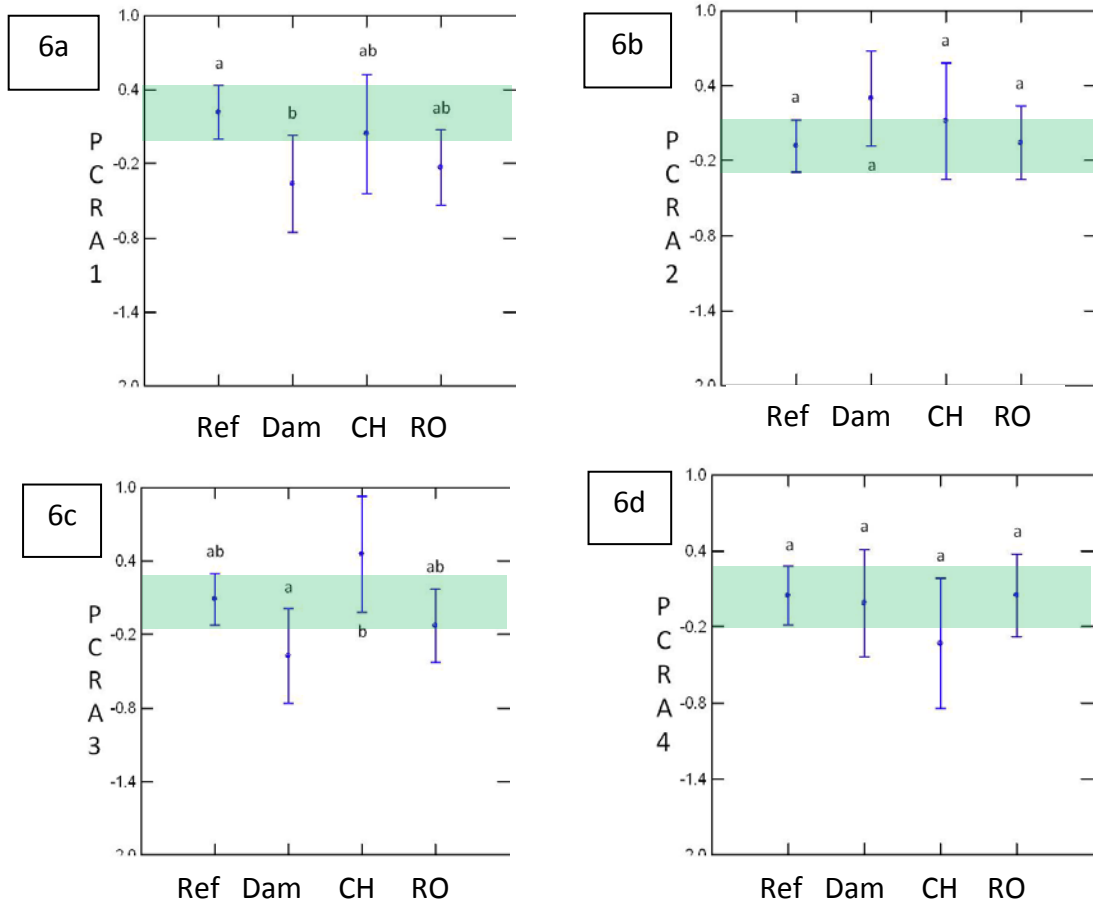 6a
1.0
0.4
-0.2
-0.8
-1.4
2.0
P
C
R
A
1
a
b
ab
ab
Ref Dam CH RO
6b
1.0
0.4
-0.2
-0.8
-1.4
2.0
P
C
R
A
2
a
a
a
a
Ref Dam CH RO
6c
1.0
0.4
-0.2
-0.8
-1.4
2.0
P
C
R
A
3
ab
a
b
ab
Ref Dam CH RO
6d
1.0
0.4
-0.2
-0.8
-1.4
2.0
P
C
R
A
4
a
a
a
a
Ref Dam CH RO